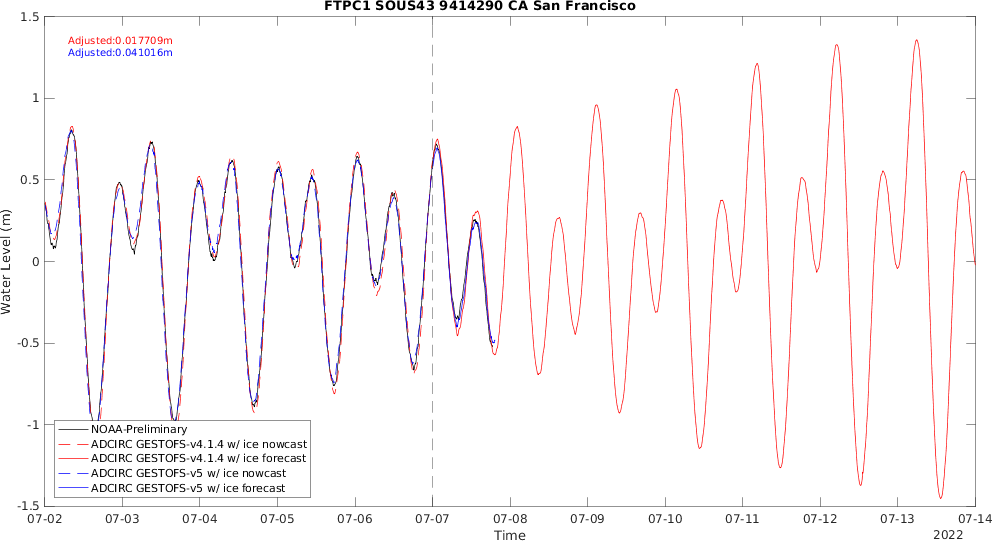 FTPC1 SOUS43 9414290 CA San Francisco
Adjusted:0.017709m
Adjusted:0.041016m
Water Level (m)
1.5
1
0.5
0
-0.5
-1
-1.5
NOAA-Preliminary
ADCIRC GESTOFS-v4.1.4 w/ ice nowcast
ADCIRC GESTOFS-v4.1.4 w/ ice forecast
ADCIRC GESTOFS-v5 w/ ice nowcast
ADCIRC GESTOFS-v5 w/ ice forecast
07-02 07-03 07-04 07-05 07-06 07-07 07-08 07-09 07-10 07-11 07-12 07-13 07-14
Time
2022